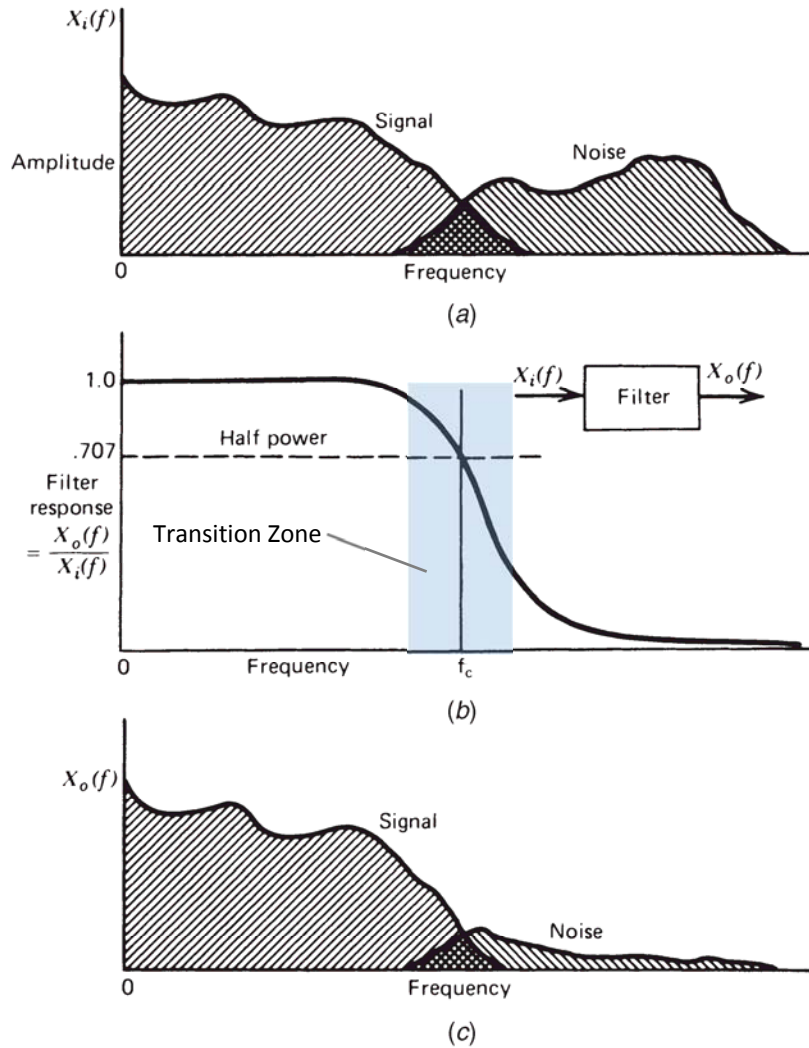 Xi(f)
Signal
Noise
Amplitude
0
Frequency
(a)
1.0
Xi(f)
Filter
Xo(f)
Half power
.707
Filter
response
= Xo(f)
Xi(f)
Transition Zone
0
Frequency
fc
(b)
Xo(f)
Signal
Noise
0
Frequency
(c)